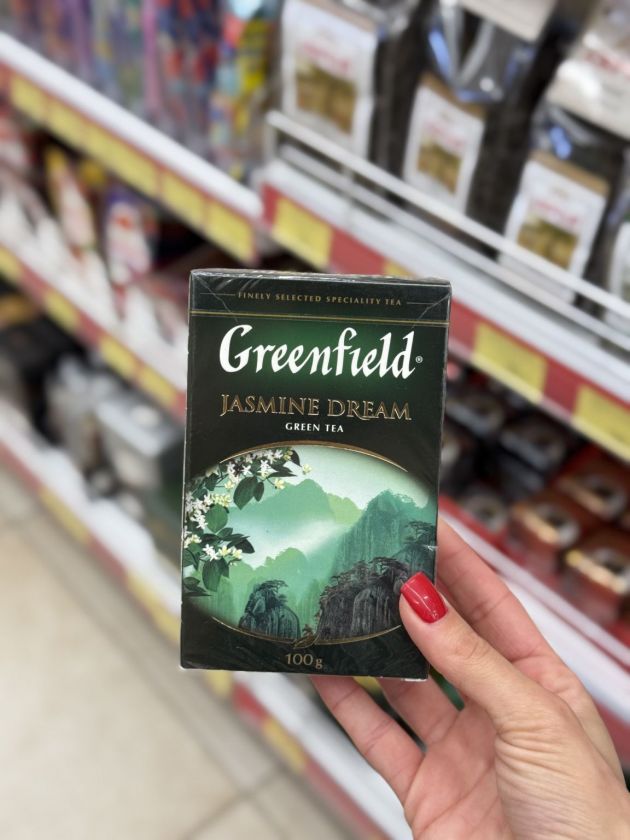 FINELY SELECTED SPECIALITY TEA
Greenfield®
JASMINE DREAM
GREEN TEA
100g